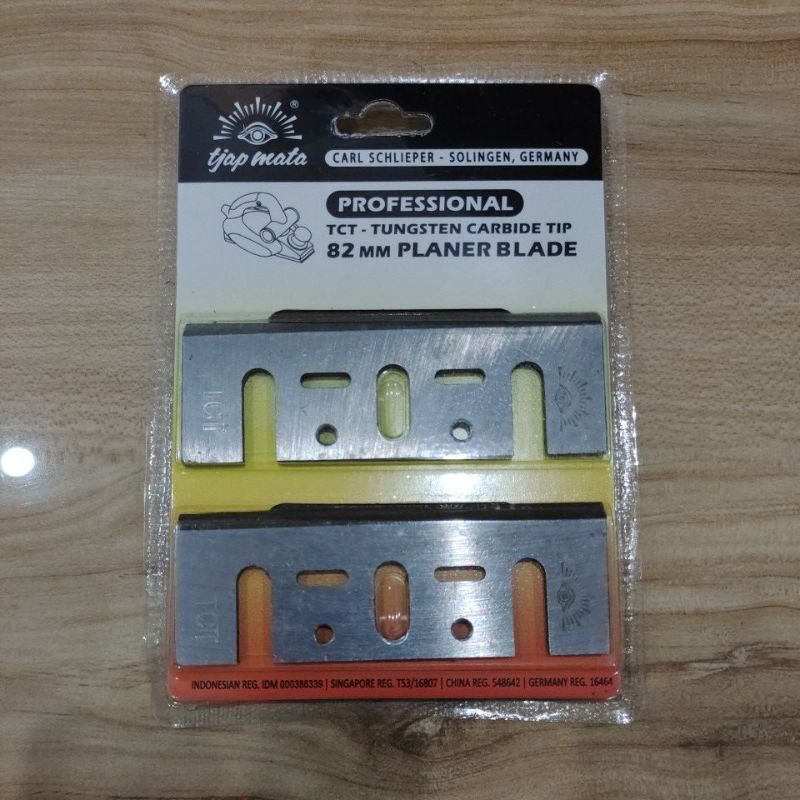 tjap mata ®
CARL SCHLIEPER - SOLINGEN, GERMANY
PROFESSIONAL
TCT - TUNGSTEN CARBIDE TIP
82 MM PLANER BLADE
TCT
TCT
INDONESIAN REG. IDM 000386339 | SINGAPORE REG. T53/16807 | CHINA REG. 548642 | GERMANY REG. 16464